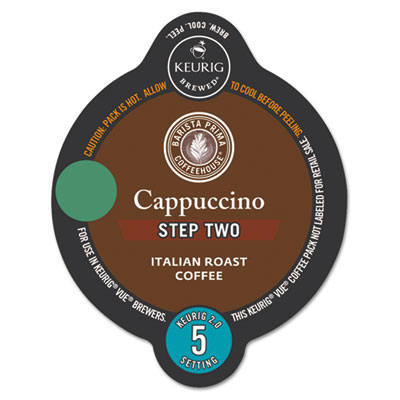 BREW. COOL. PEEL.
KEURIG
BREWED®
CAUTION: PACK IS HOT. ALLOW TO COOL BEFORE PEELING.
BARISTA PRIMA
COFFEEHOUSE®
Cappuccino
STEP TWO
ITALIAN ROAST
COFFEE
FOR USE IN KEURIG® VUE® BREWERS.
THIS KEURIG® VUE® COFFEE PACK NOT LABELED FOR RETAIL SALE.
KEURIG 2.0
5
SETTING